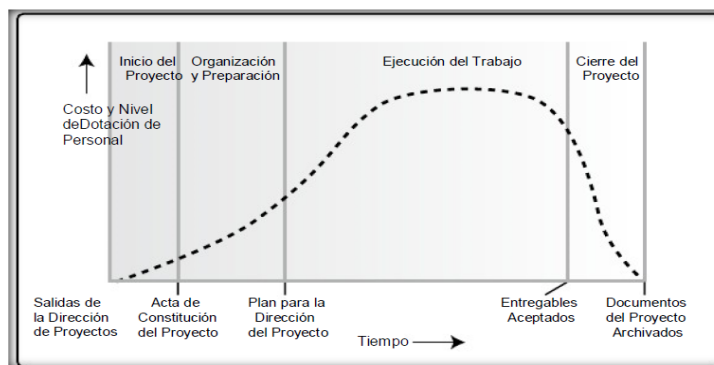 Inicio del
Proyecto
Organización
y Preparación
Ejecución del Trabajo
Cierre del
Proyecto
Costo y Nivel
deDotación de
Personal
Salidas de
la Dirección
de Proyectos
Acta de
Constitución
del Proyecto
Plan para la
Dirección
del Proyecto
Tiempo
Entregables
Aceptados
Documentos
del Proyecto
Archivados